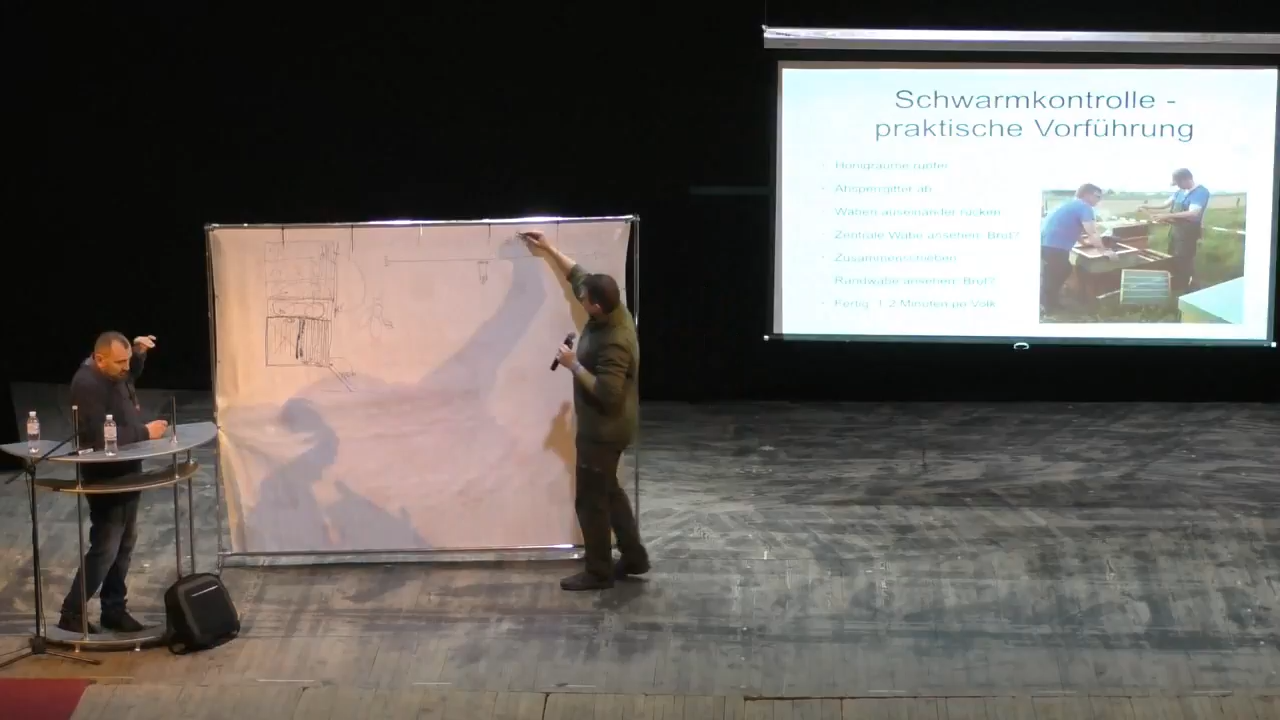 Schwarmkontrolle -
praktische Vorführung
Honigräume runter
Absperrgitter ab
Waben auseinander rücken
Zentrale Wabe ansehen: Brut?
Zusammenschieben
Randwabe ansehen: Brut?
Fertig: 1-2 Minuten po Volk